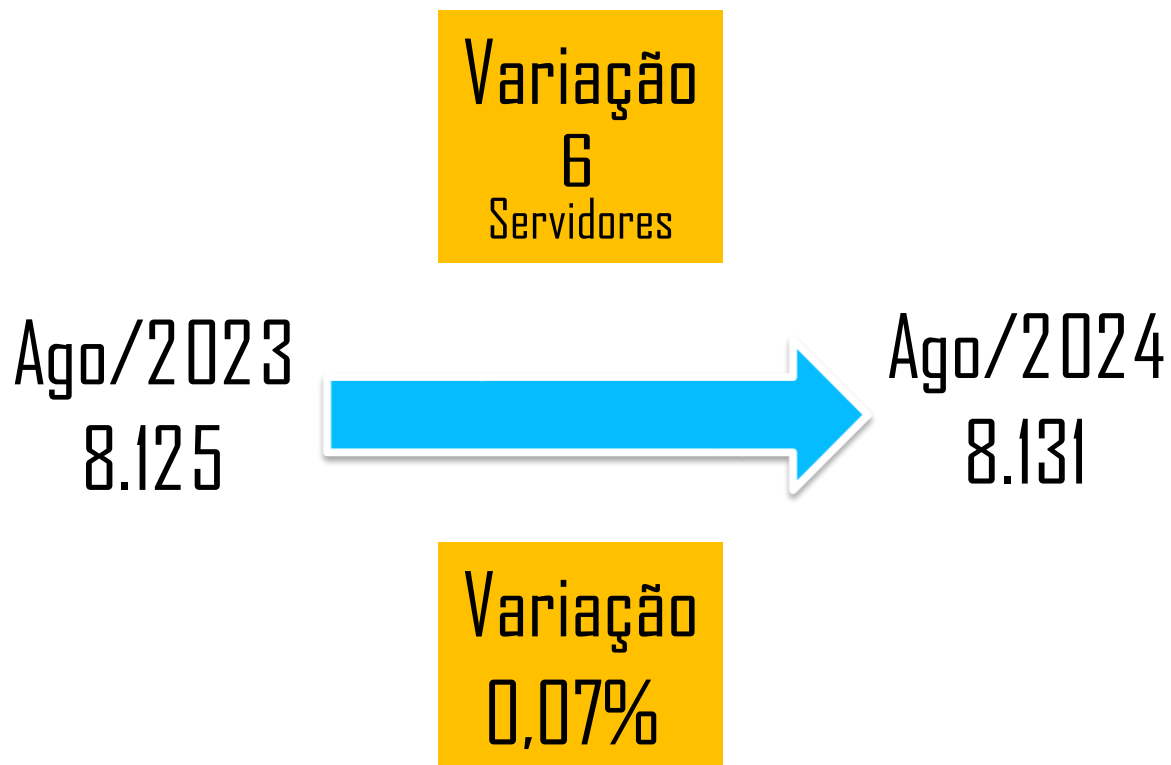 Variação
6
Servidores
Ago/2023
8.125
Ago/2024
8.131
Variação
0,07%